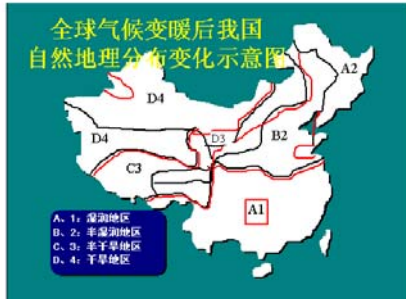 全球气候变暖后我国
自然地理分布变化示意图
A2
D4
D4
D3
B2
C3
A1
A、1：湿润地区
B、2：半湿润地区
C、3：半干旱地区
D、4：干旱地区